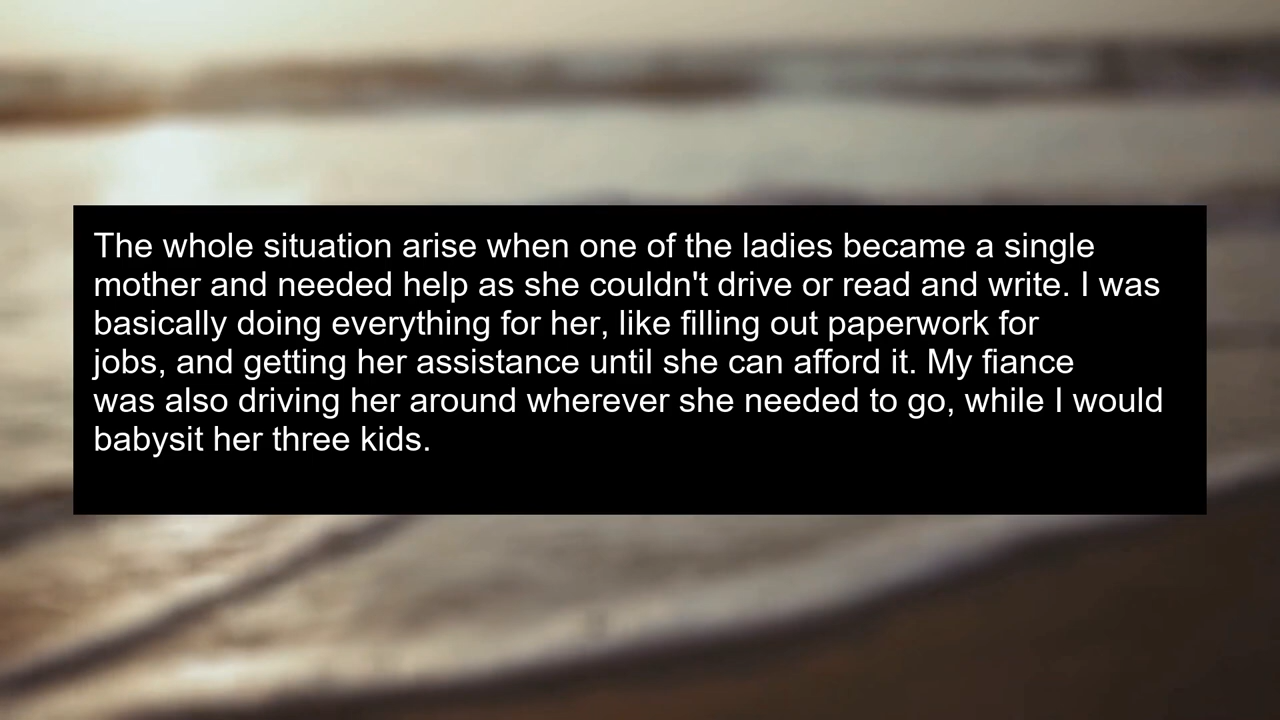 The whole situation arise when one of the ladies became a single
mother and needed help as she couldn't drive or read and write. I was
basically doing everything for her, like filling out paperwork for
jobs, and getting her assistance until she can afford it. My fiance
was also driving her around wherever she needed to go, while I would
babysit her three kids.